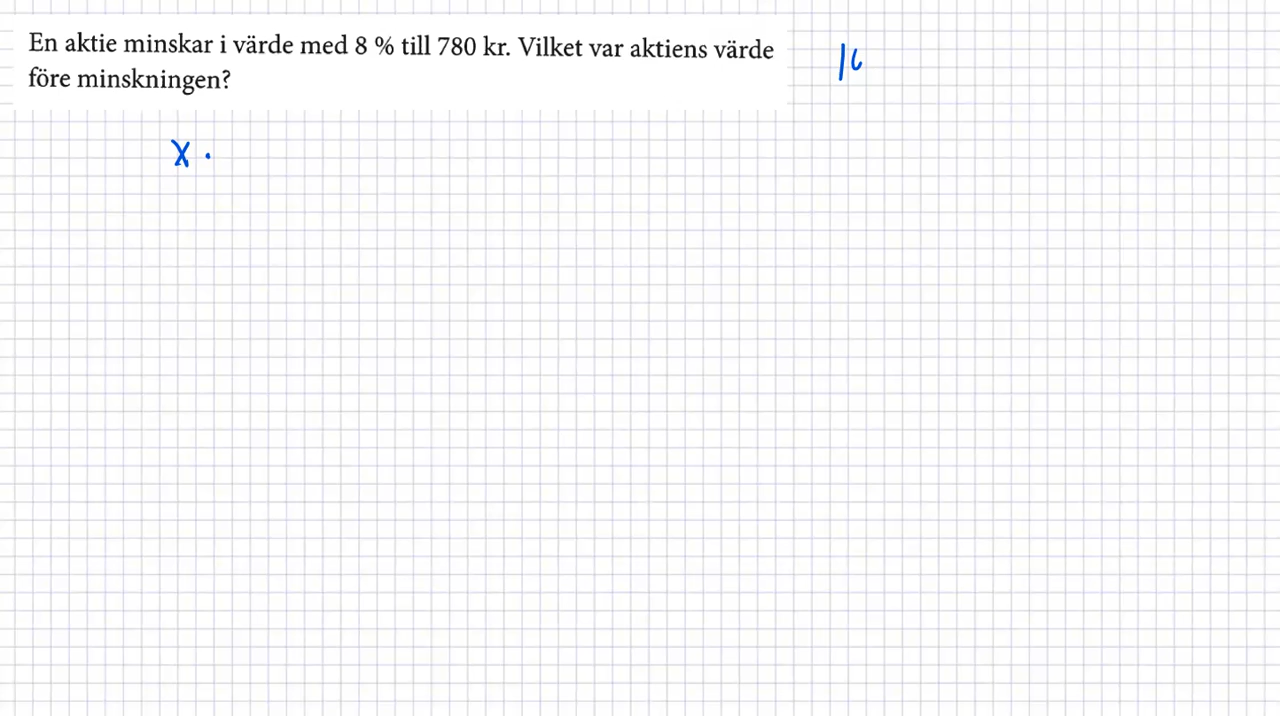 En aktie minskar i värde med 8 % till 780 kr. Vilket var aktiens värde
före minskningen?
x ·